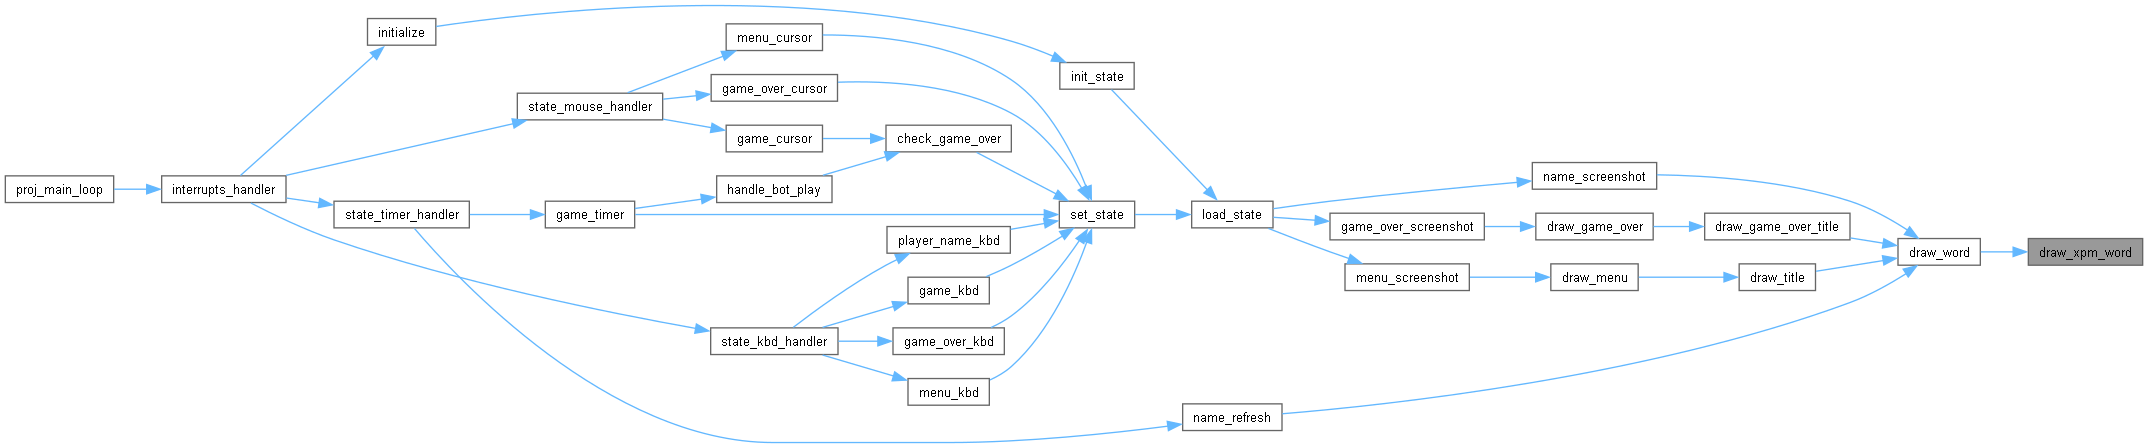 initialize
menu_cursor
init_state
game_over_cursor
state_mouse_handler
game_cursor
check_game_over
proj_main_loop
interrupts_handler
handle_bot_play
name_screenshot
state_timer_handler
game_timer
set_state
load_state
game_over_screenshot
draw_game_over
draw_game_over_title
player_name_kbd
draw_word
draw_xpm_word
menu_screenshot
draw_menu
draw_title
game_kbd
state_kbd_handler
game_over_kbd
menu_kbd
name_refresh